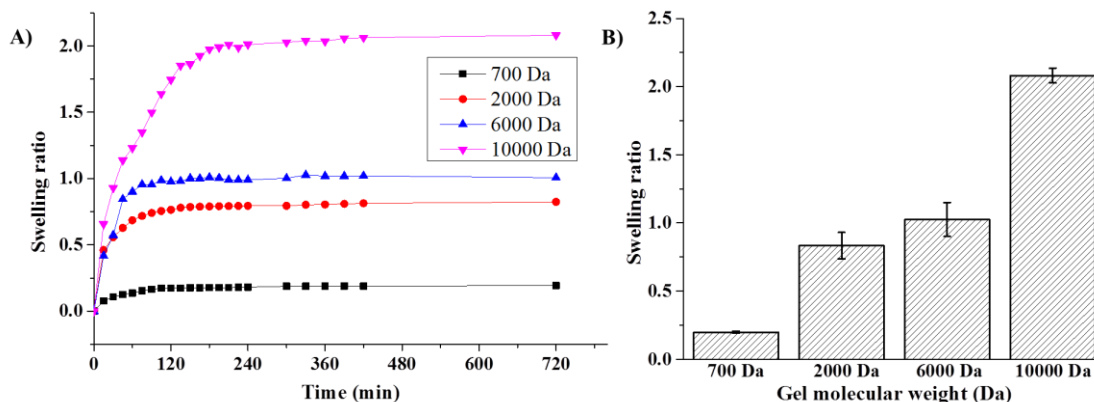 A)
Swelling ratio
2.0
1.5
1.0
0.5
0.0
700 Da
2000 Da
6000 Da
10000 Da
0 120 240 360 480 600 720
Time (min)
B)
Swelling ratio
2.5
2.0
1.5
1.0
0.5
0.0
700 Da 2000 Da 6000 Da 10000 Da
Gel molecular weight (Da)